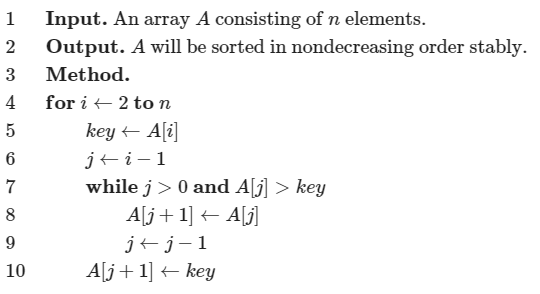 1 Input. An array A consisting of n elements.
2 Output. A will be sorted in nondecreasing order stably.
3 Method.
4 for i ← 2 to n
5 key ← A[i]
6 j ← i − 1
7 while j > 0 and A[j] > key
8 A[j + 1] ← A[j]
9 j ← j − 1
10 A[j + 1] ← key